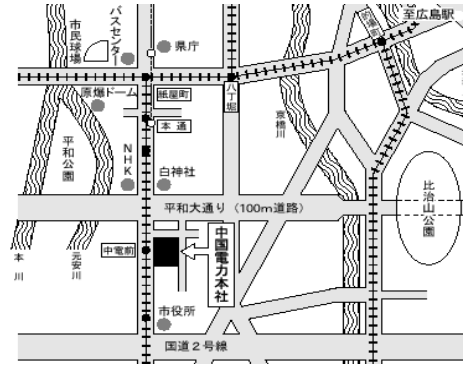 至広島駅
的場町
バスセンター
市民球場
県庁
原爆ドーム
紙屋町
八丁堀
本通
京橋川
平和公園
NHK
白神社
比治山公園
平和大通り（100m道路）
中電前
中国電力本社
本川
元安川
市役所
国道2号線